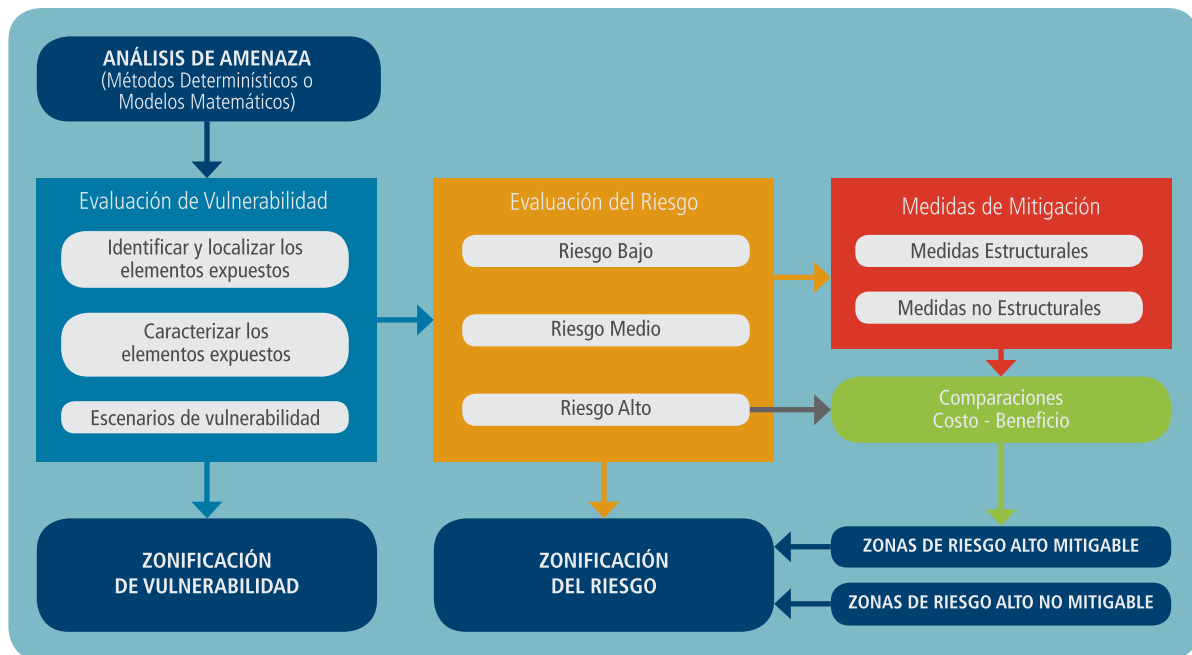 ANÁLISIS DE AMENAZA
(Métodos Determinísticos o
Modelos Matemáticos)
Evaluación de Vulnerabilidad
Identificar y localizar los
elementos expuestos
Caracterizar los
elementos expuestos
Escenarios de vulnerabilidad
Evaluación del Riesgo
Riesgo Bajo
Riesgo Medio
Riesgo Alto
Medidas de Mitigación
Medidas Estructurales
Medidas no Estructurales
Comparaciones
Costo - Beneficio
ZONIFICACIÓN
DE VULNERABILIDAD
ZONIFICACIÓN
DEL RIESGO
ZONAS DE RIESGO ALTO MITIGABLE
ZONAS DE RIESGO ALTO NO MITIGABLE